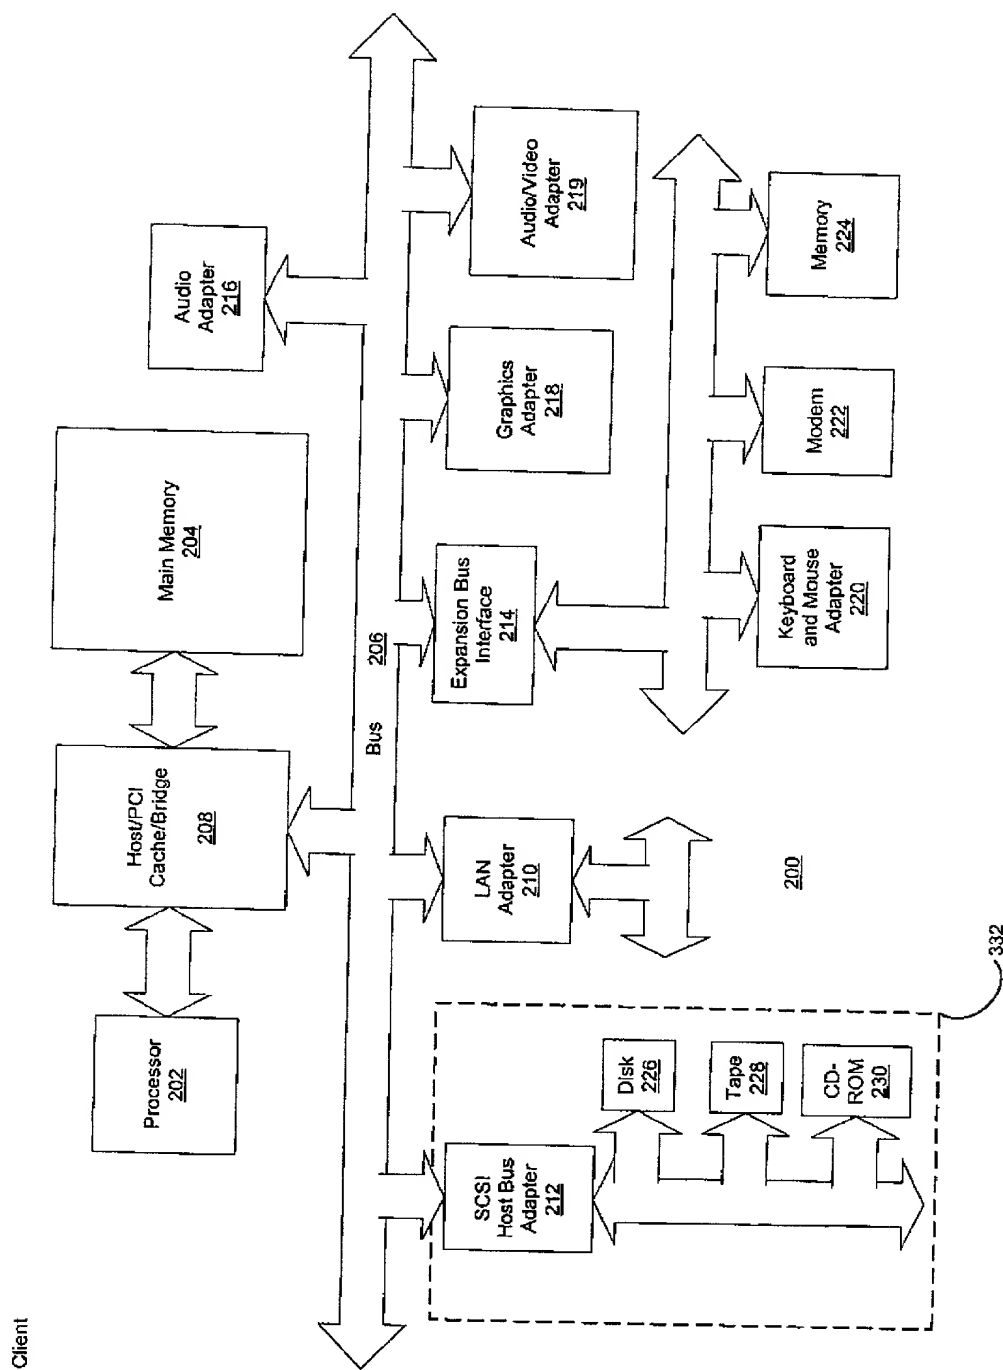 Client
Processor
202
Host/PCI
Cache/Bridge
208
Main Memory
204
Audio
Adapter
216
Bus
206
SCSI
Host Bus
Adapter
212
LAN
Adapter
210
Expansion Bus
Interface
214
Graphics
Adapter
218
Audio/Video
Adapter
219
Disk
226
Tape
228
CD-
ROM
230
332
200
Keyboard
and Mouse
Adapter
220
Modem
222
Memory
224